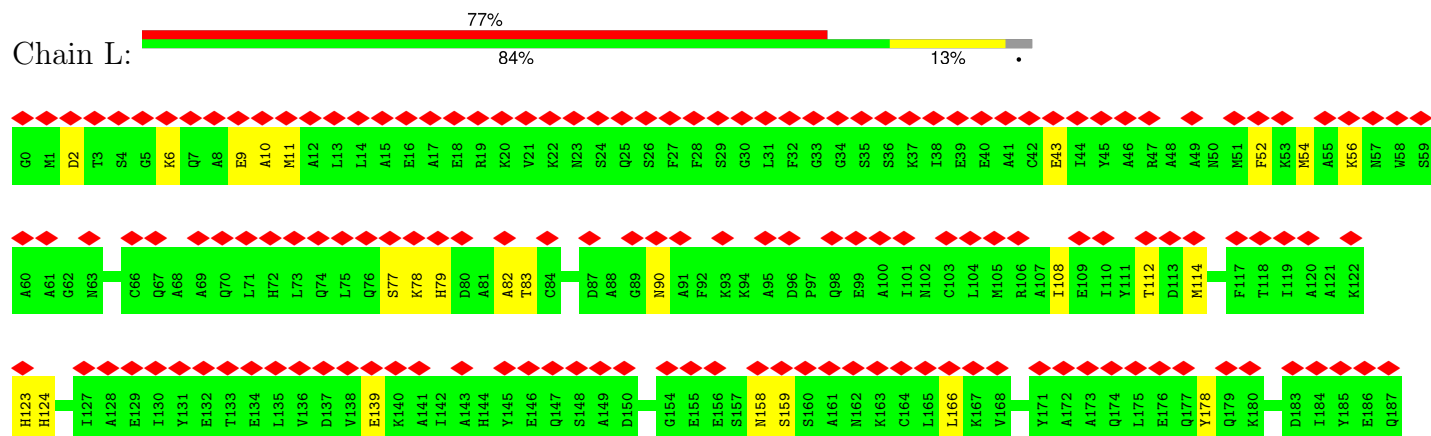 77%
Chain L:
84% 13% •
G0 M1 D2 T3 S4 G5 K6 Q7 A8 E9 A10 M11 A12 L13 L14 A15 E16 A17 E18 R19 K20 V21 K22 N23 S24 Q25 S26 F27 F28 S29 G30 L31 F32 G33 G34 S35 S36 K37 I38 E39 E40 A41 C42 E43 I44 Y45 A46 R47 A48 A49 N50 M51 F52 K53 M54 A55 K56 N57 W58 S59
A60 A61 G62 N63 C66 Q67 A68 A69 Q70 L71 H72 L73 Q74 L75 Q76 S77 K78 H79 D80 A81 A82 T83 C84 D87 A88 G89 N90 A91 F92 K93 K94 A95 D96 P97 Q98 E99 A100 I101 N102 C103 L104 M105 R106 A107 I108 E109 I110 Y111 T112 D113 M114 F117 T118 I119 A120 A121 K122
H123 H124 I127 A128 E129 I130 Y131 E132 T133 E134 L135 V136 D137 V138 E139 K140 A141 I142 A143 H144 Y145 E146 Q147 S148 A149 D150 G154 E155 E156 S157 N158 S159 S160 A161 N162 K163 C164 L165 L166 K167 V168 Y171 A172 A173 Q174 L175 E176 Q177 Y178 Q179 K180 D183 I184 Y185 E186 Q187